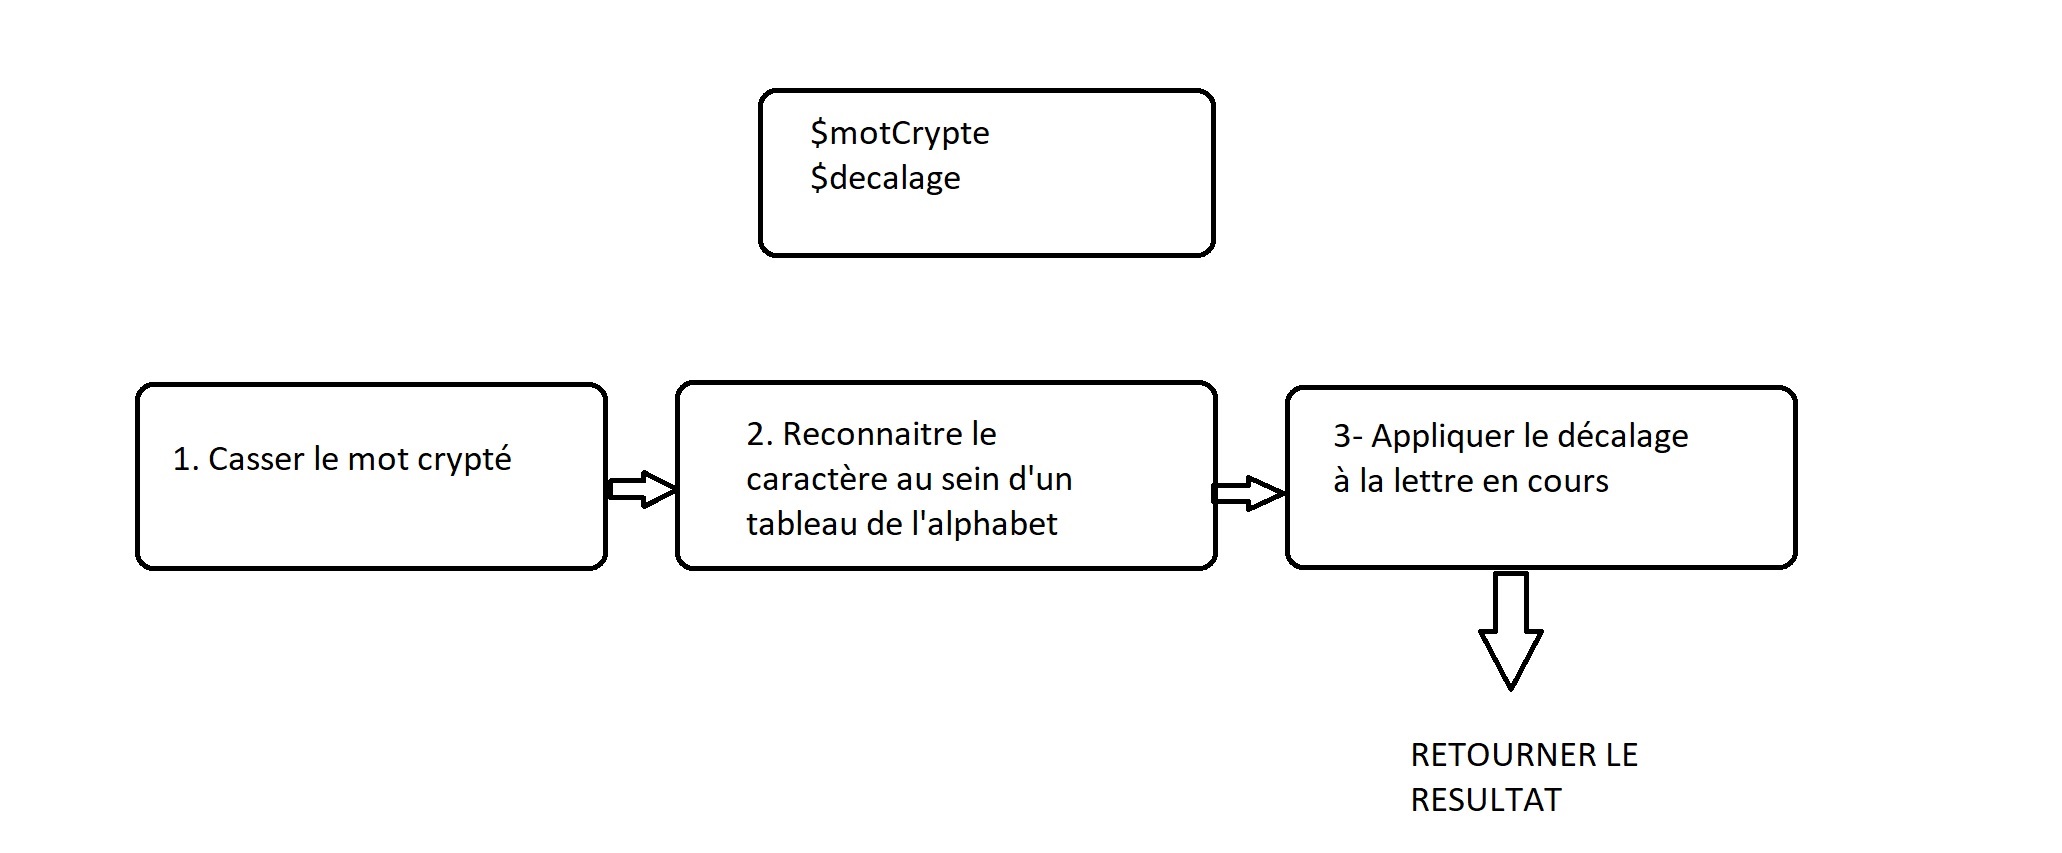 $motCrypte
$decalage
1. Casser le mot crypté
2. Reconnaitre le
caractère au sein d'un
tableau de l'alphabet
3- Appliquer le décalage
à la lettre en cours
RETOURNER LE
RESULTAT